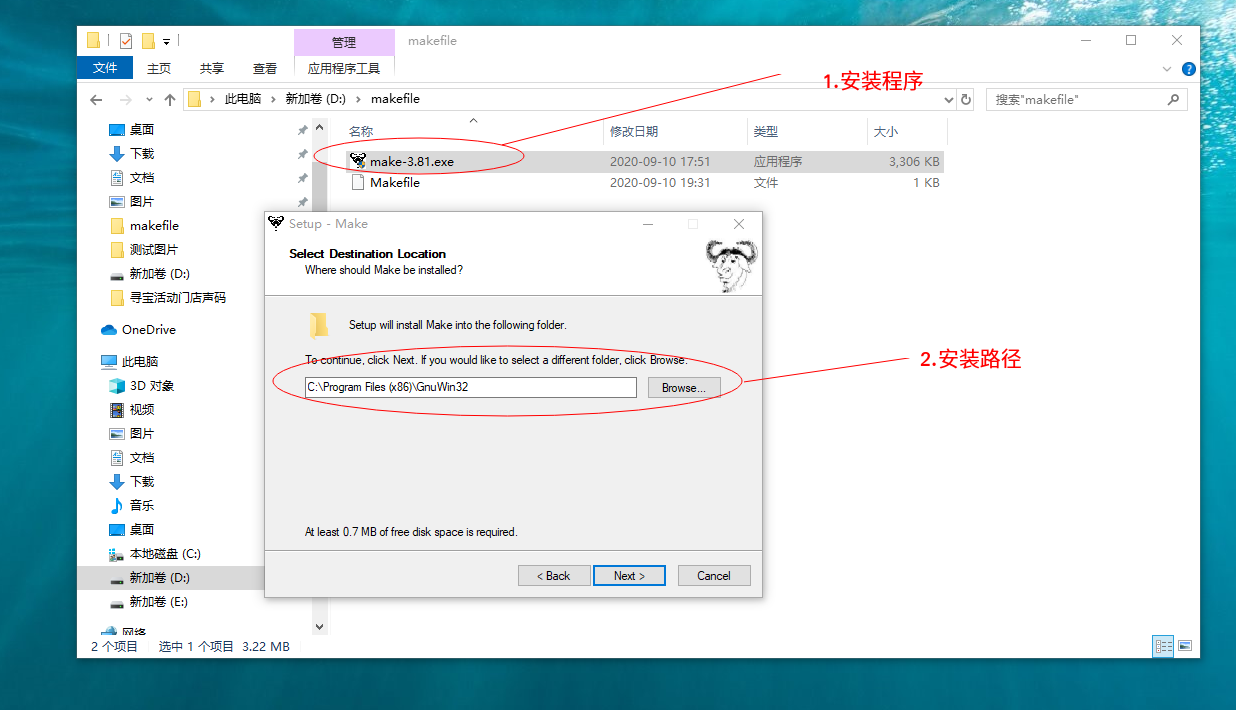 管理
makefile
文件
主页
共享
查看
应用程序工具
此电脑
新加卷 (D:)
makefile
搜索"makefile"
1.安装程序
名称
修改日期
类型
大小
make-3.81.exe
2020-09-10 17:51
应用程序
3,306 KB
Makefile
2020-09-10 19:31
文件
1 KB
桌面
下载
文档
图片
makefile
测试图片
新加卷 (D:)
寻宝活动门店声码
OneDrive
此电脑
3D 对象
视频
图片
文档
下载
音乐
桌面
本地磁盘 (C:)
新加卷 (D:)
新加卷 (E:)
网络
Setup - Make
Select Destination Location
Where should Make be installed?
Setup will install Make into the following folder.
To continue, click Next. If you would like to select a different folder, click Browse.
C:\Program Files (x86)\GnuWin32
Browse...
2.安装路径
At least 0.7 MB of free disk space is required.
< Back
Next >
Cancel
2 个项目
选中 1 个项目 3.22 MB